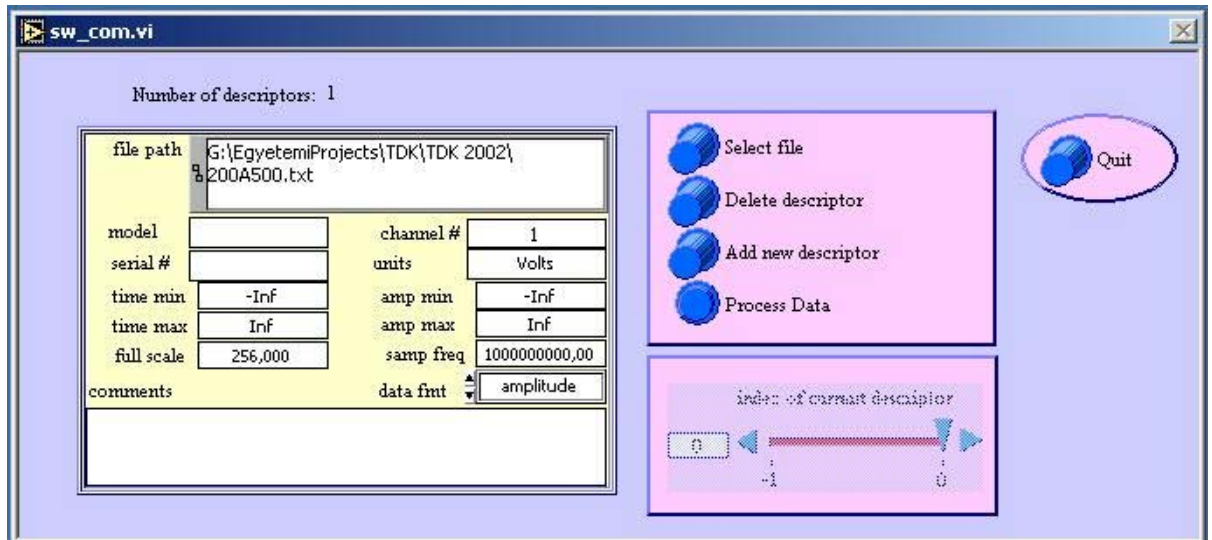 sw_com.vi
Number of descriptors: 1
file path
G:\EgyetemiProjects\TDK\TDK 2002\
200A500.txt
model
channel # 1
serial #
units Volts
time min -Inf
amp min -Inf
time max Inf
amp max Inf
full scale 256,000
samp freq 1000000000,00
comments
data fmt amplitude
Select file
Delete descriptor
Add new descriptor
Process Data
Quit
index of currant descriptor
0
-1 0